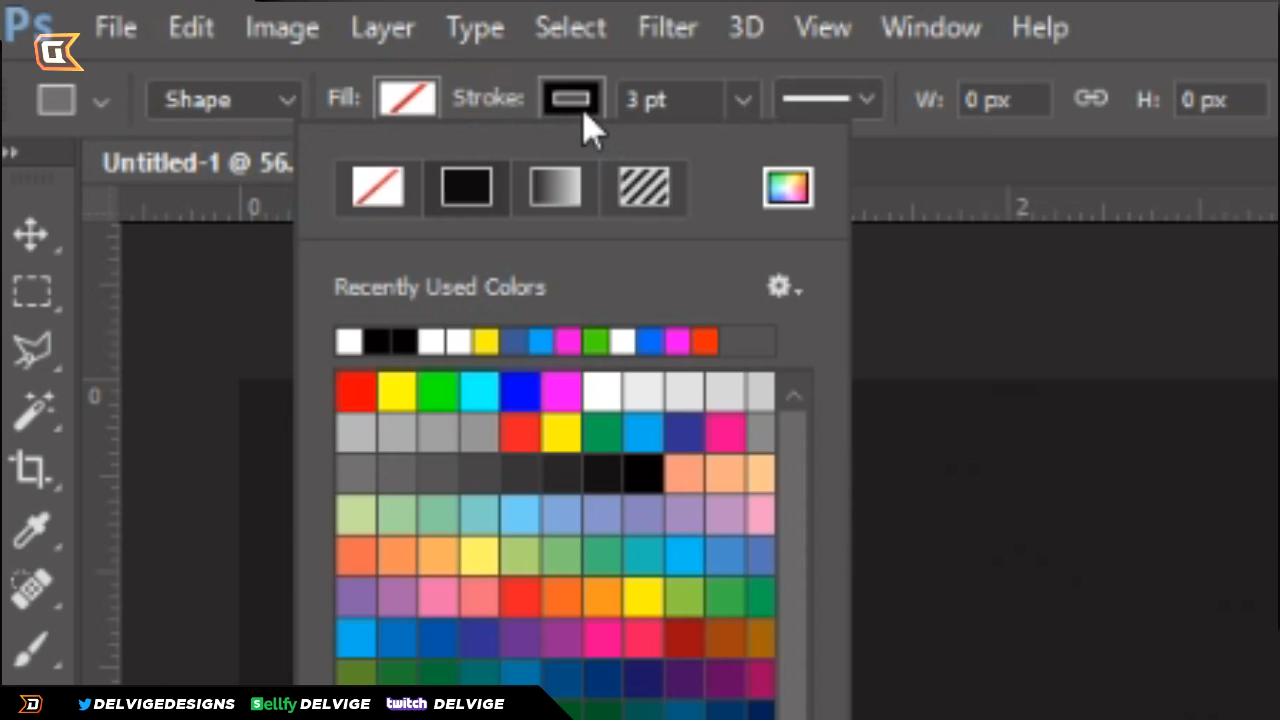 Ps File Edit Image Layer Type Select Filter 3D View Window Help
G
Shape Fill: Stroke: 3 pt W: 0 px H: 0 px
Untitled-1 @ 56.
0 2
Recently Used Colors
0
D DELVIGEDESIGNS Sellfy DELVIGE twitch DELVIGE